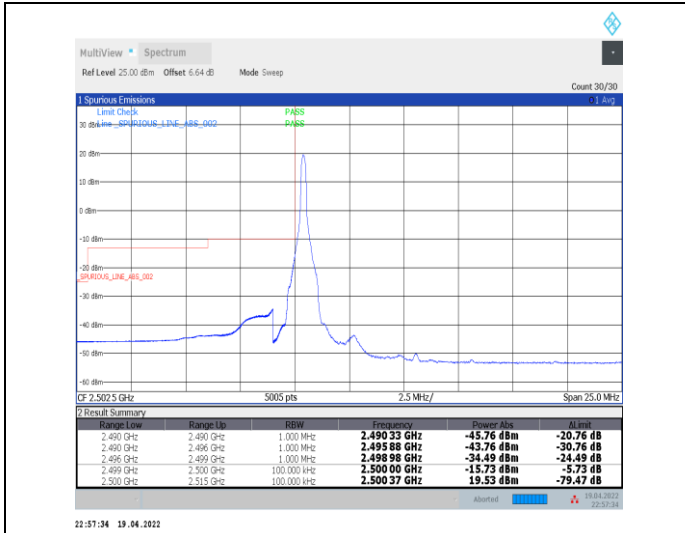 MultiView Spectrum
Ref Level 25.00 dBm Offset 6.64 dB Mode Sweep
Count 30/30
1 Spurious Emissions 1 Avg
Limit Check PASS
30 dBm Line _SPURIOUS_LINE_ABS_002 PASS
20 dBm
10 dBm
0 dBm
-10 dBm
-20 dBm
_SPURIOUS_LINE_ABS_002
-30 dBm
-40 dBm
-50 dBm
-60 dBm
CF 2.5025 GHz 5005 pts 2.5 MHz/ Span 25.0 MHz
2 Result Summary
Range Low Range Up RBW Frequency Power Abs ΔLimit
2.490 GHz 2.490 GHz 1.000 MHz 2.490 33 GHz -45.76 dBm -20.76 dB
2.490 GHz 2.496 GHz 1.000 MHz 2.495 88 GHz -43.76 dBm -30.76 dB
2.496 GHz 2.499 GHz 1.000 MHz 2.498 98 GHz -34.49 dBm -24.49 dB
2.499 GHz 2.500 GHz 100.000 kHz 2.500 00 GHz -15.73 dBm -5.73 dB
2.500 GHz 2.515 GHz 100.000 kHz 2.500 37 GHz 19.53 dBm -79.47 dB
Aborted 19.04.2022
22:57:34
22:57:34 19.04.2022